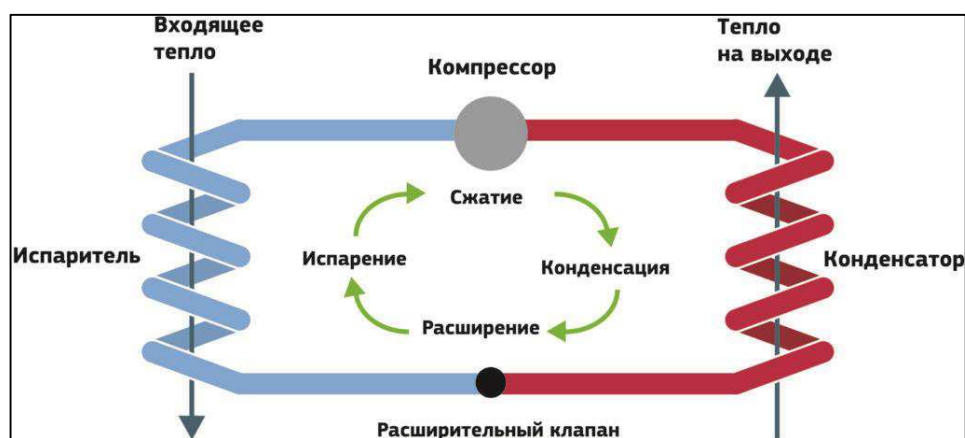 Входящее
тепло
Тепло
на выходе
Компрессор
Сжатие
Испаритель
Испарение
Конденсация
Конденсатор
Расширение
Расширительный клапан